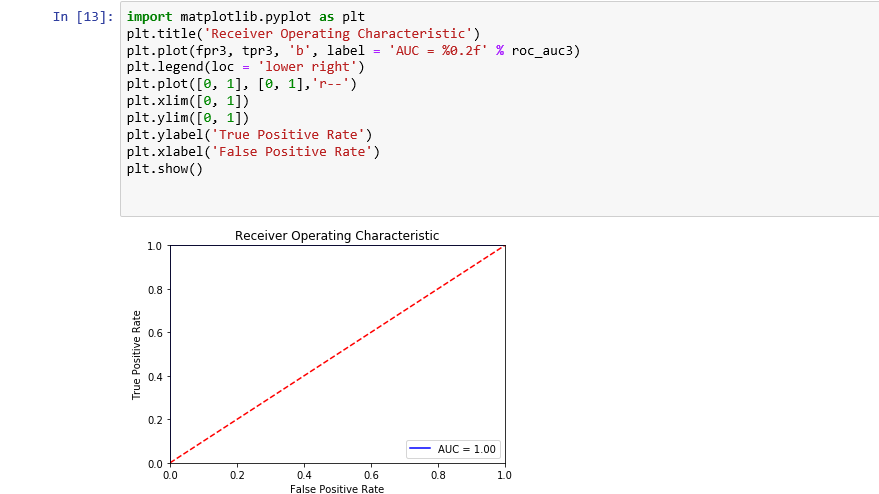 In [13]: import matplotlib.pyplot as plt
plt.title('Receiver Operating Characteristic')
plt.plot(fpr3, tpr3, 'b', label = 'AUC = %0.2f' % roc_auc3)
plt.legend(loc = 'lower right')
plt.plot([0, 1], [0, 1],'r--')
plt.xlim([0, 1])
plt.ylim([0, 1])
plt.ylabel('True Positive Rate')
plt.xlabel('False Positive Rate')
plt.show()
Receiver Operating Characteristic
1.0
0.8
0.6
0.4
0.2
0.0
True Positive Rate
AUC = 1.00
0.0 0.2 0.4 0.6 0.8 1.0
False Positive Rate